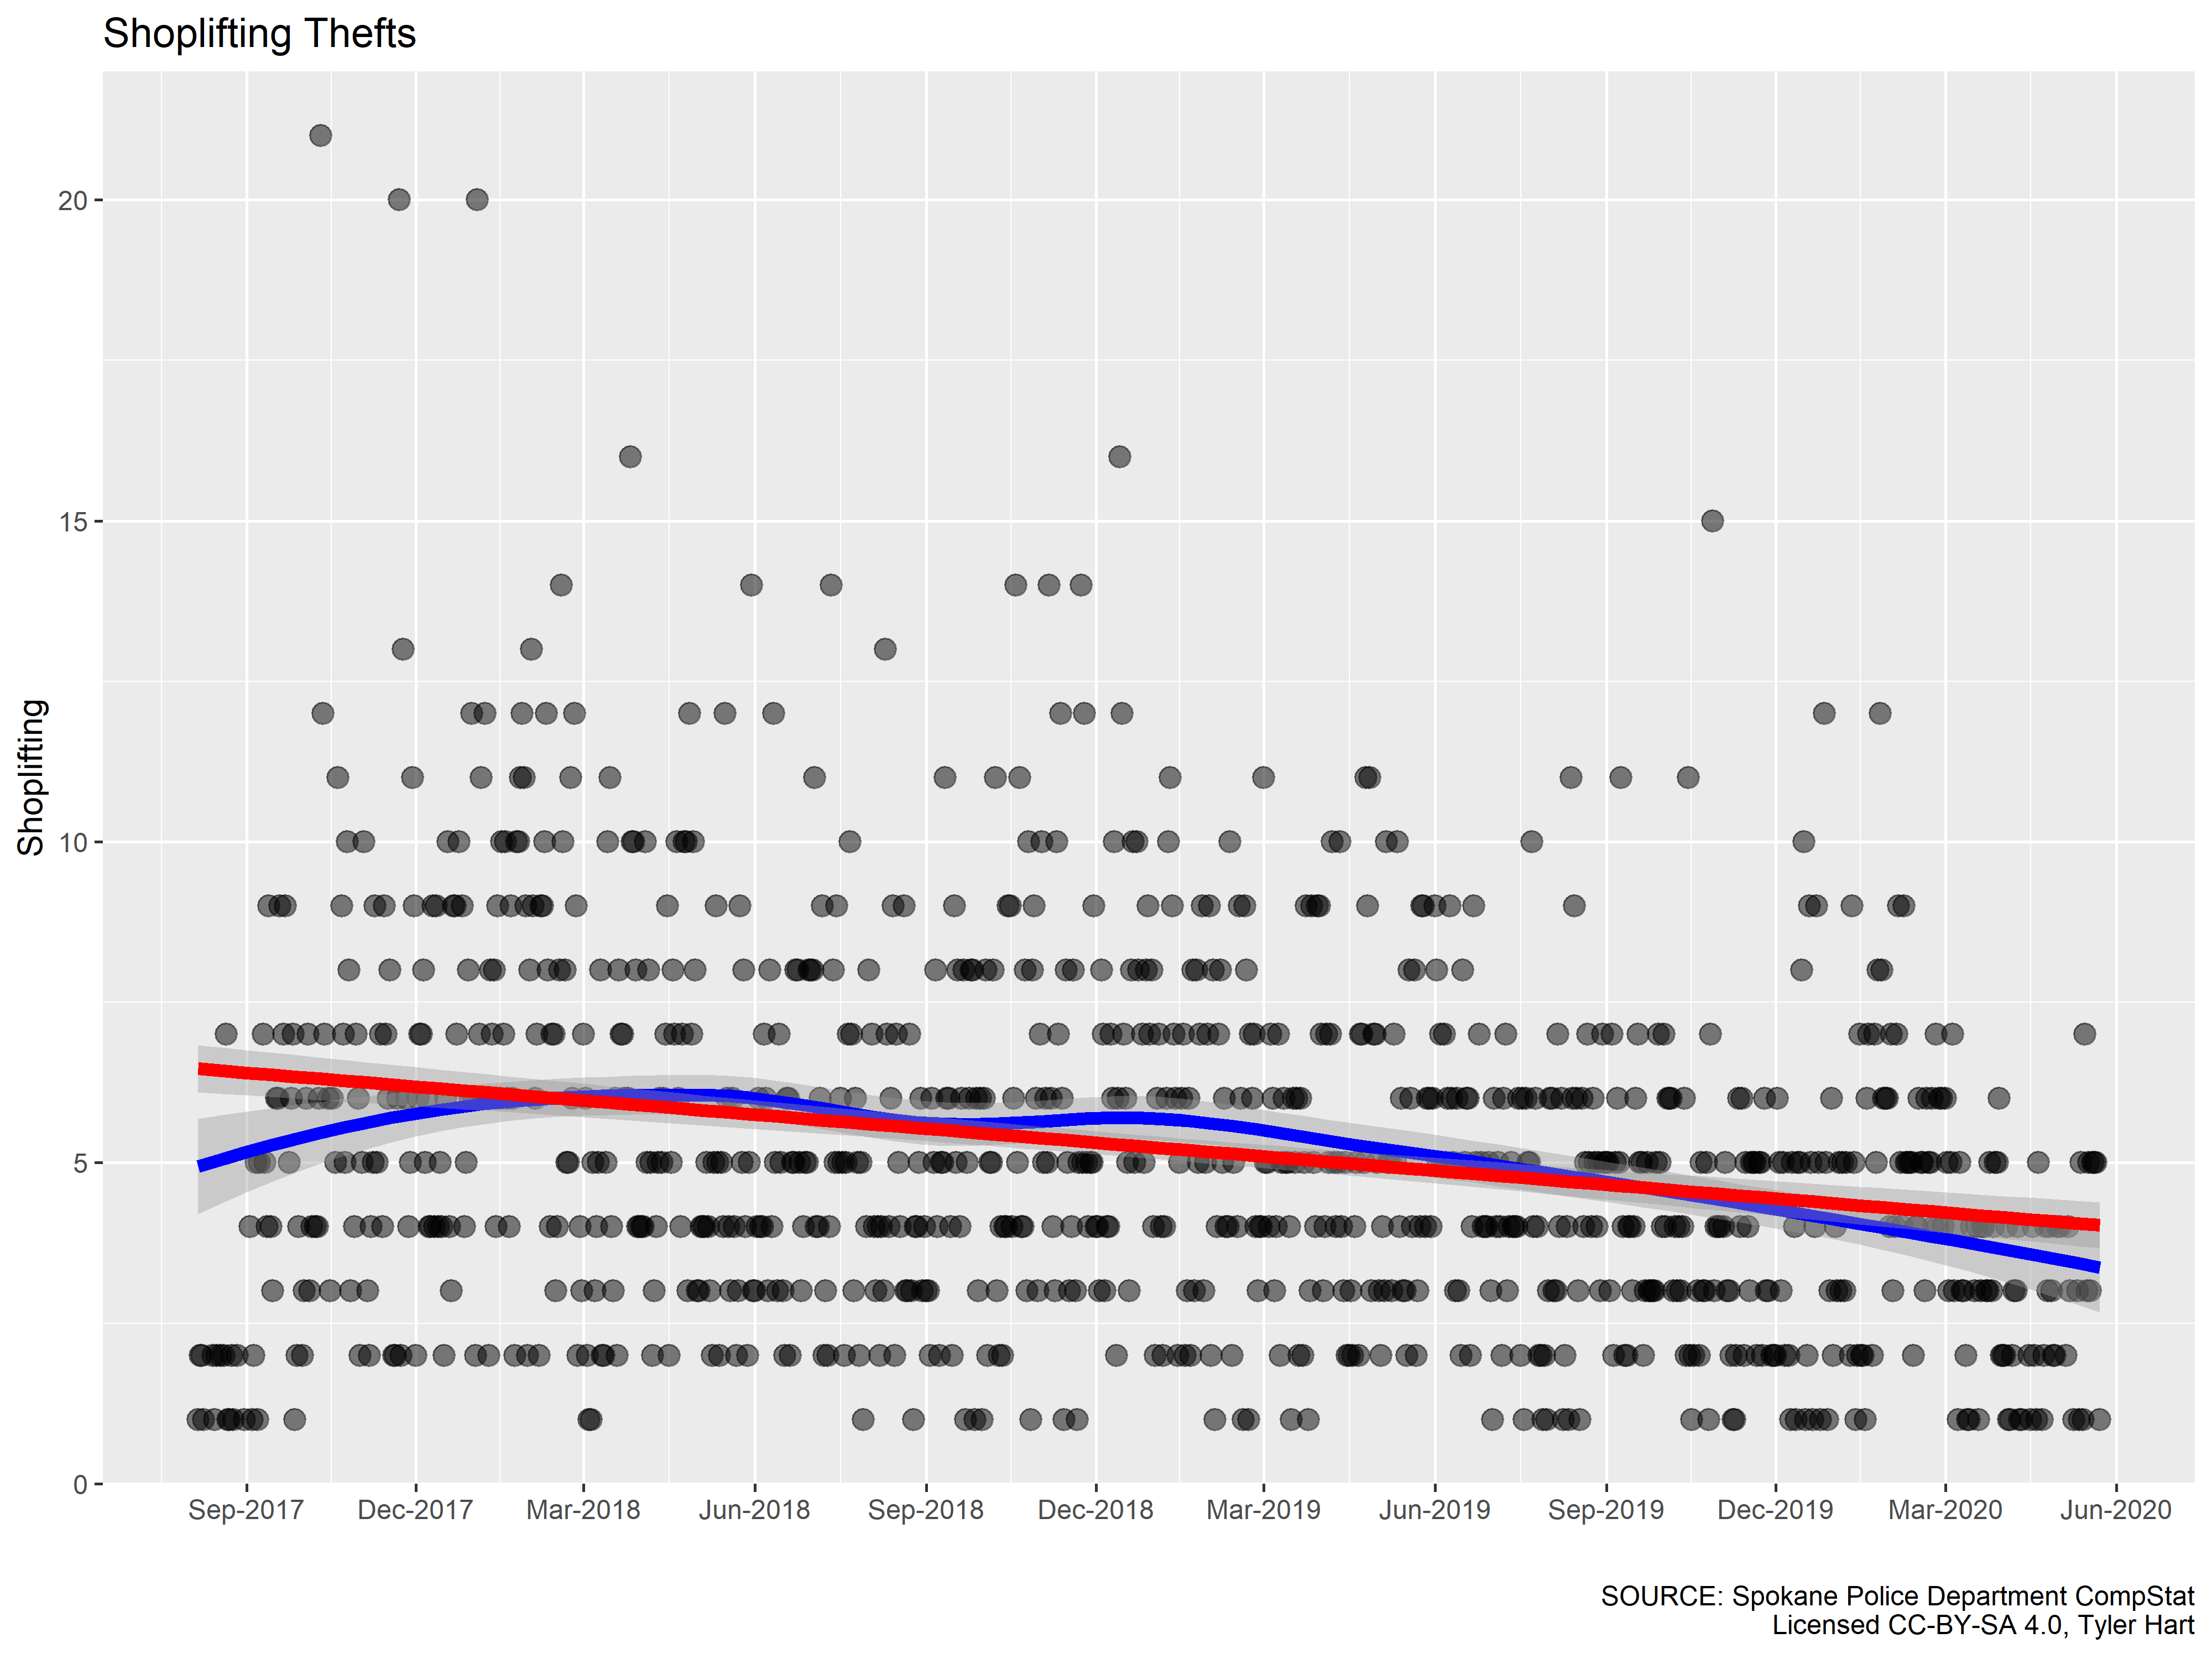 Shoplifting Thefts
Shoplifting
20
15
10
5
0
Sep-2017 Dec-2017 Mar-2018 Jun-2018 Sep-2018 Dec-2018 Mar-2019 Jun-2019 Sep-2019 Dec-2019 Mar-2020 Jun-2020
SOURCE: Spokane Police Department CompStat
Licensed CC-BY-SA 4.0, Tyler Hart